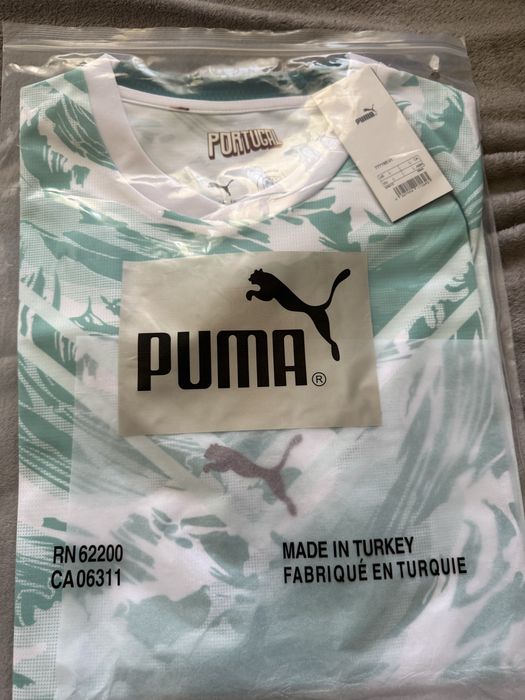 PORTUGAL
PUMA
PUMA®
RN 62200
CA 06311
MADE IN TURKEY
FABRIQUÉ EN TURQUIE